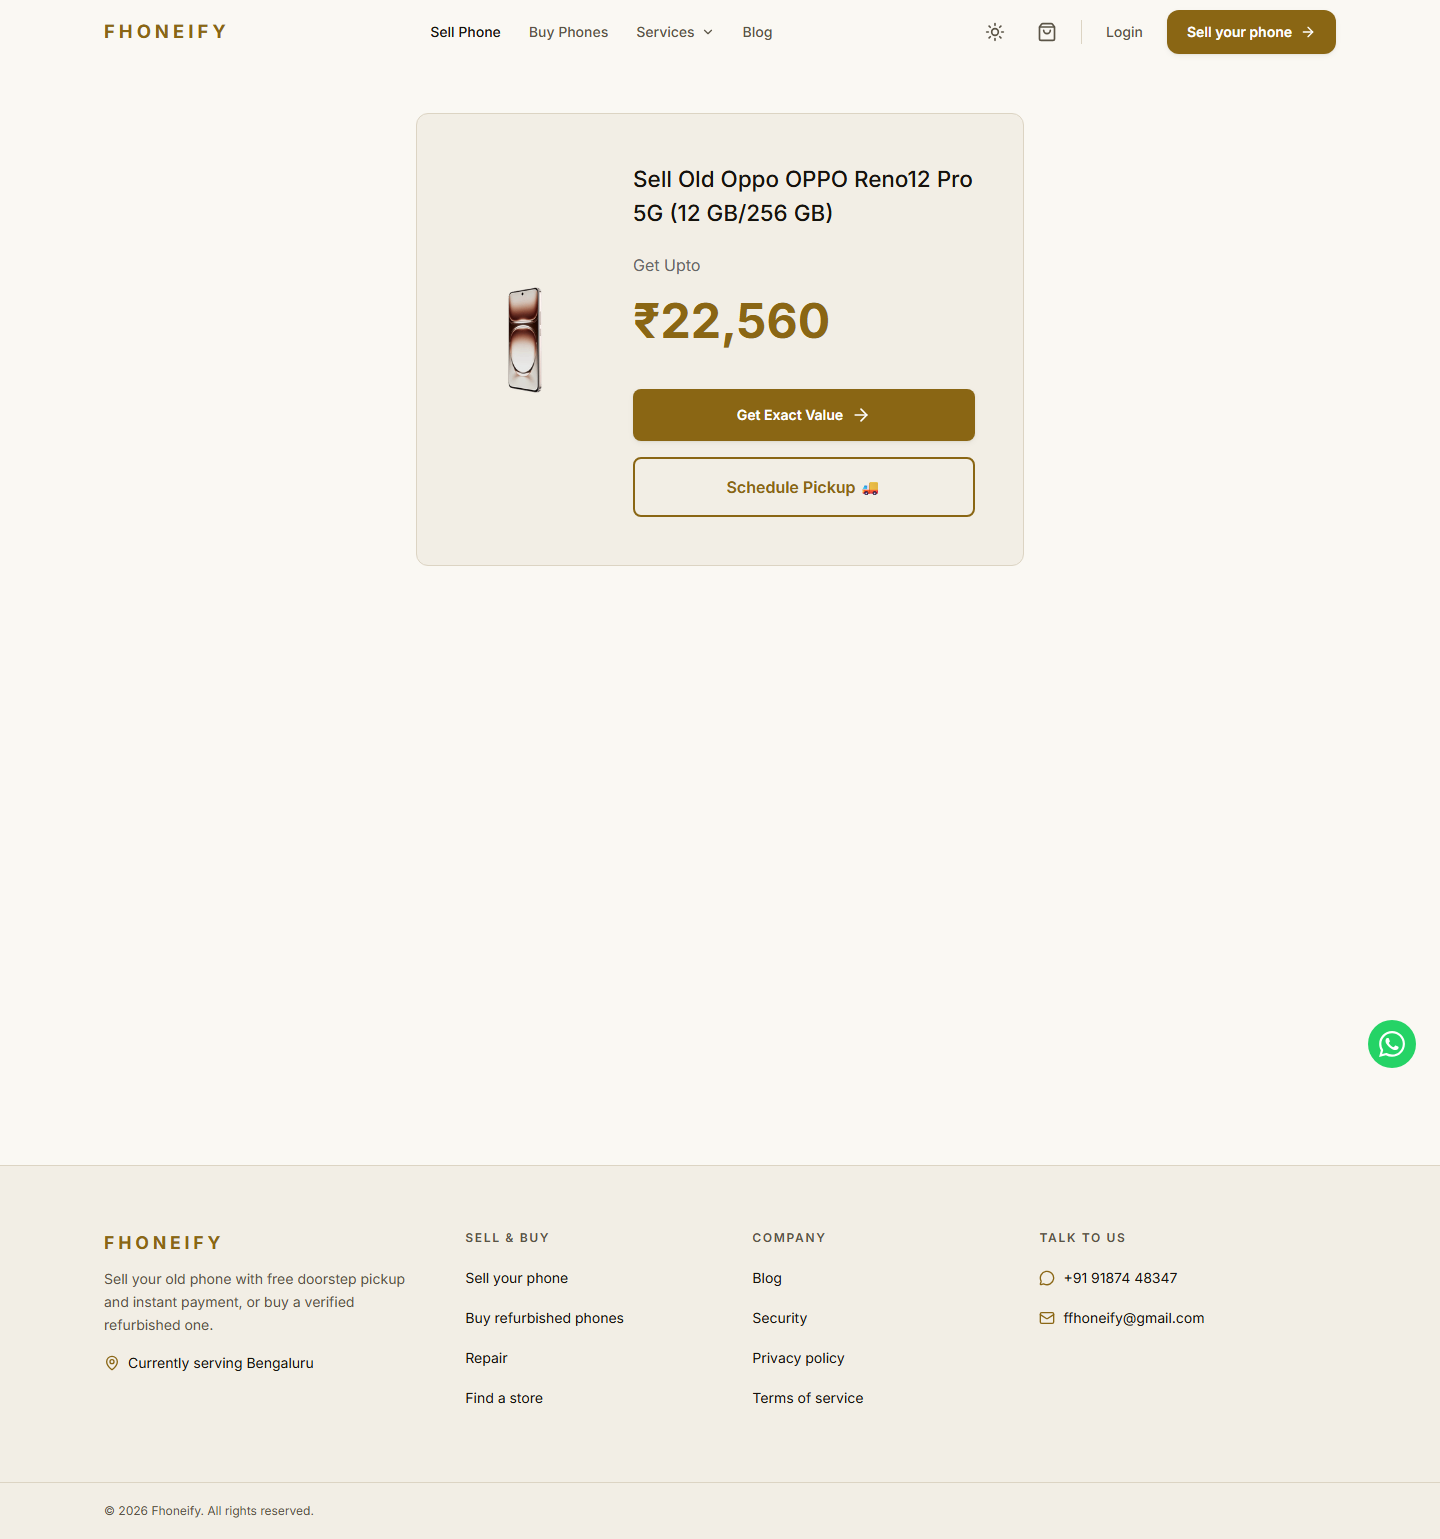 FHONEIFY
Sell Phone
Buy Phones
Services
Blog
Login
Sell your phone
Sell Old Oppo OPPO Reno12 Pro
5G (12 GB/256 GB)
Get Upto
₹22,560
Get Exact Value
Schedule Pickup 🚚
FHONEIFY
Sell your old phone with free doorstep pickup
and instant payment, or buy a verified
refurbished one.
Currently serving Bengaluru
SELL & BUY
Sell your phone
Buy refurbished phones
Repair
Find a store
COMPANY
Blog
Security
Privacy policy
Terms of service
TALK TO US
+91 91874 48347
ffhoneify@gmail.com
© 2026 Fhoneify. All rights reserved.